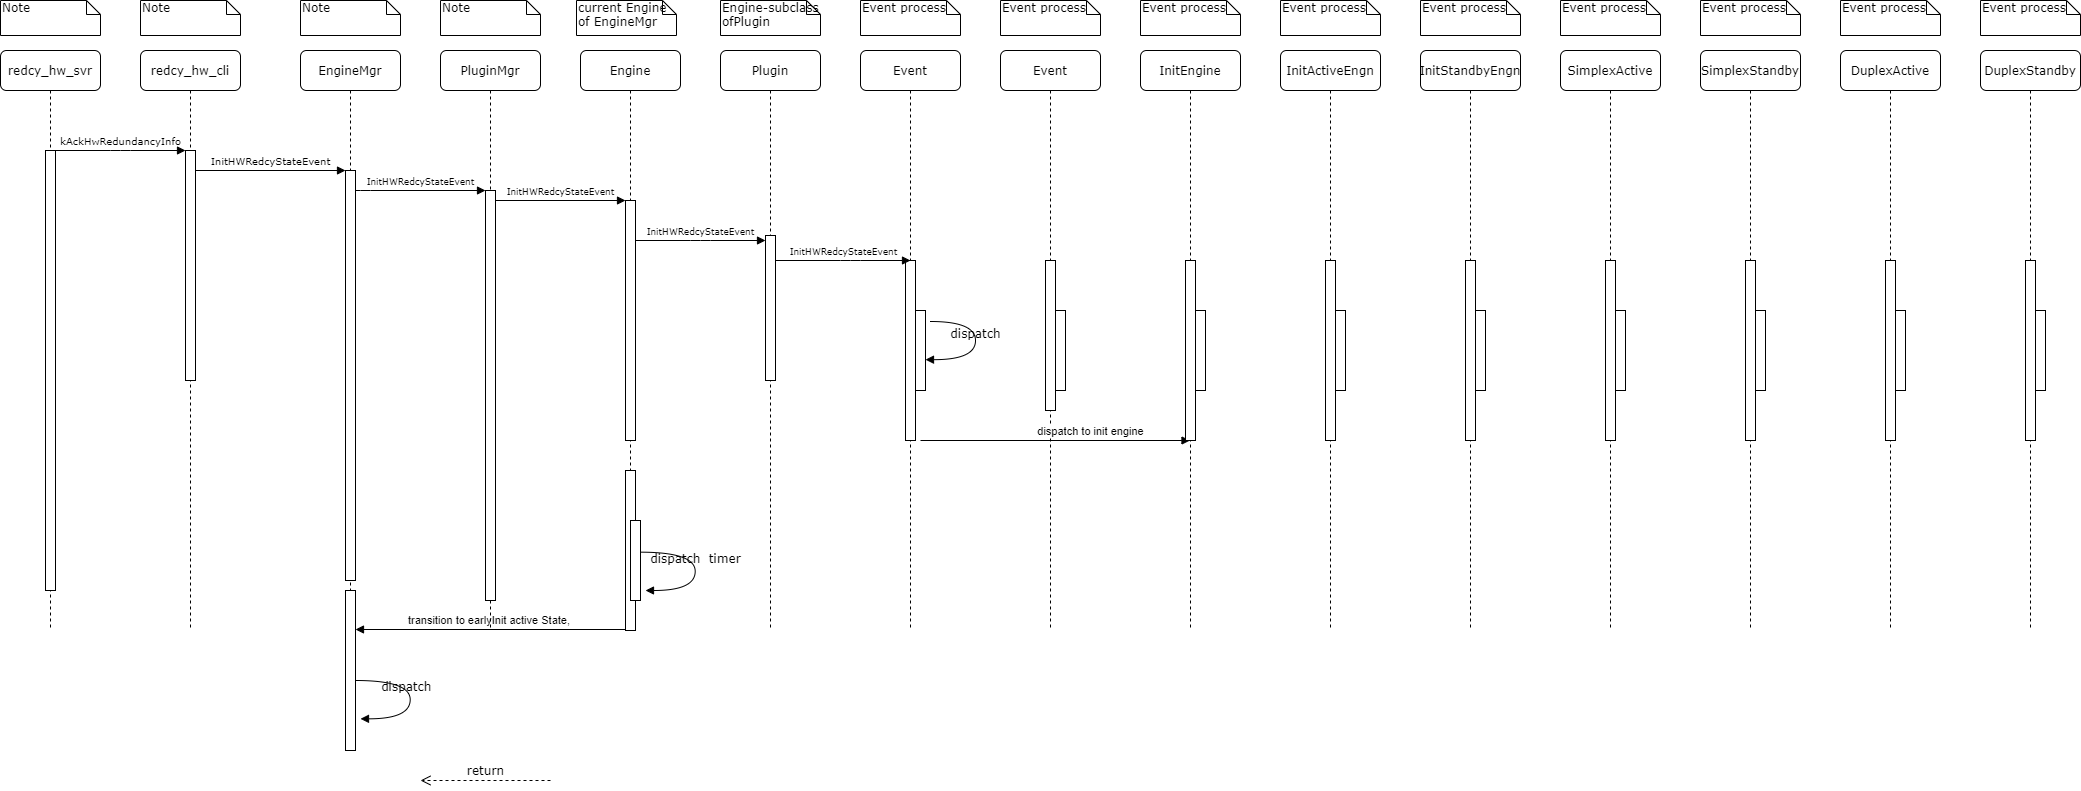 Note
Note
Note
Note
current Engine
of EngineMgr
Engine-subclass
ofPlugin
Event process
Event process
Event process
Event process
Event process
Event process
Event process
Event process
Event process
redcy_hw_svr
redcy_hw_cli
EngineMgr
PluginMgr
Engine
Plugin
Event
Event
InitEngine
InitActiveEngn
InitStandbyEngn
SimplexActive
SimplexStandby
DuplexActive
DuplexStandby
kAckHwRedundancyInfo
InitHWRedcyStateEvent
InitHWRedcyStateEvent
InitHWRedcyStateEvent
InitHWRedcyStateEvent
InitHWRedcyStateEvent
dispatch
dispatch to init engine
dispatch timer
transition to earlyInit active State,
dispatch
return